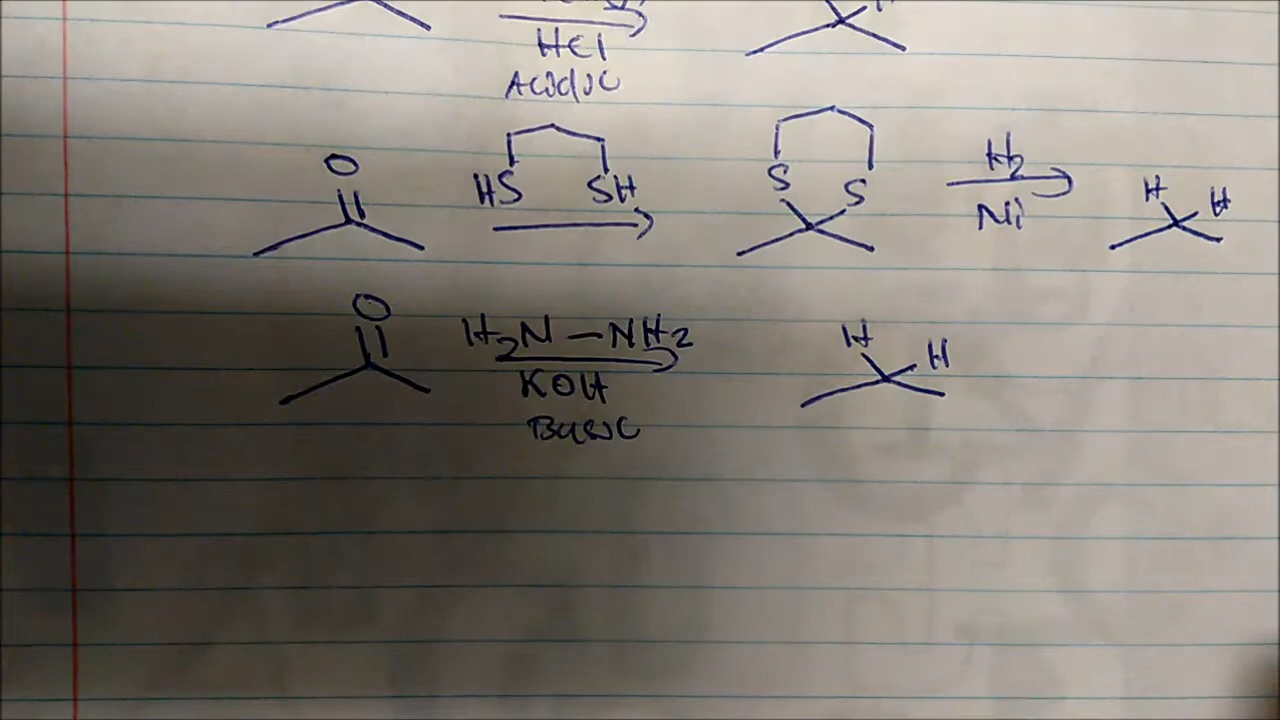 HCl
Acidic
O
HS SH
S S
H2
Ni
H H
O
H2N-NH2
KOH
Basic
H H